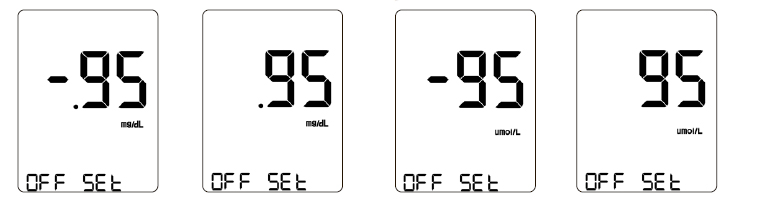 -.95
mg/dL
OFF SEt
.95
mg/dL
OFF SEt
-95
umol/L
OFF SEt
95
umol/L
OFF SEt